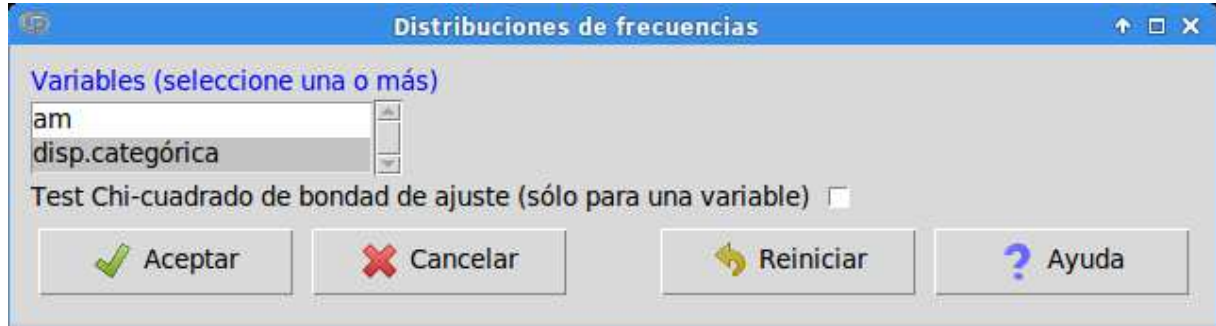 Distribuciones de frecuencias
Variables (seleccione una o más)
am
disp.categórica
Test Chi-cuadrado de bondad de ajuste (sólo para una variable)
Aceptar Cancelar Reiniciar Ayuda